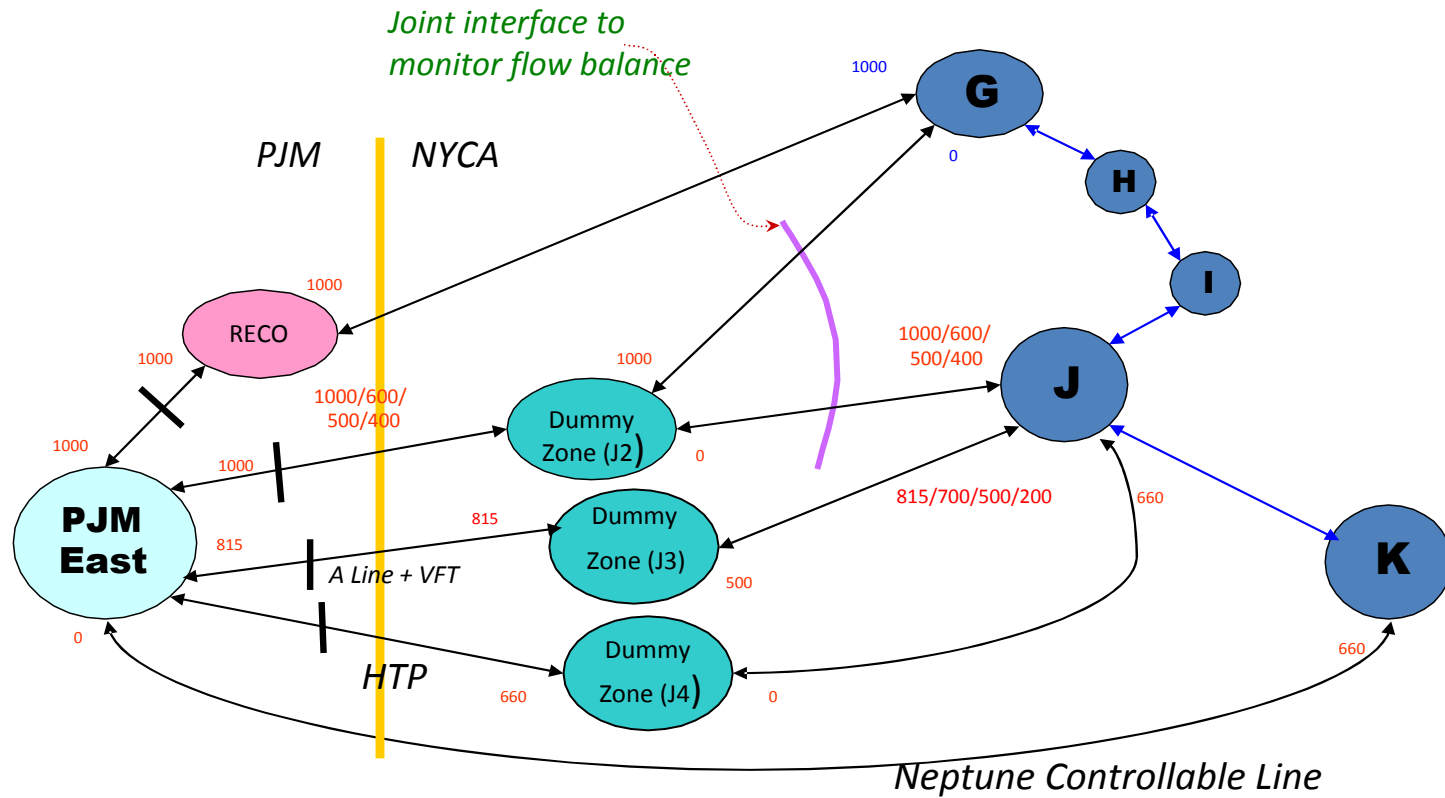 Joint interface to
monitor flow balance
1000
G
PJM
NYCA
0
H
I
1000
RECO
1000
1000/600/
500/400
1000
1000/600/
500/400
J
Dummy
Zone (J2)
1000
1000
0
815/700/500/200
660
PJM
East
815
815
Dummy
Zone (J3)
A Line + VFT
500
K
0
Dummy
Zone (J4)
HTP
660
0
660
Neptune Controllable Line